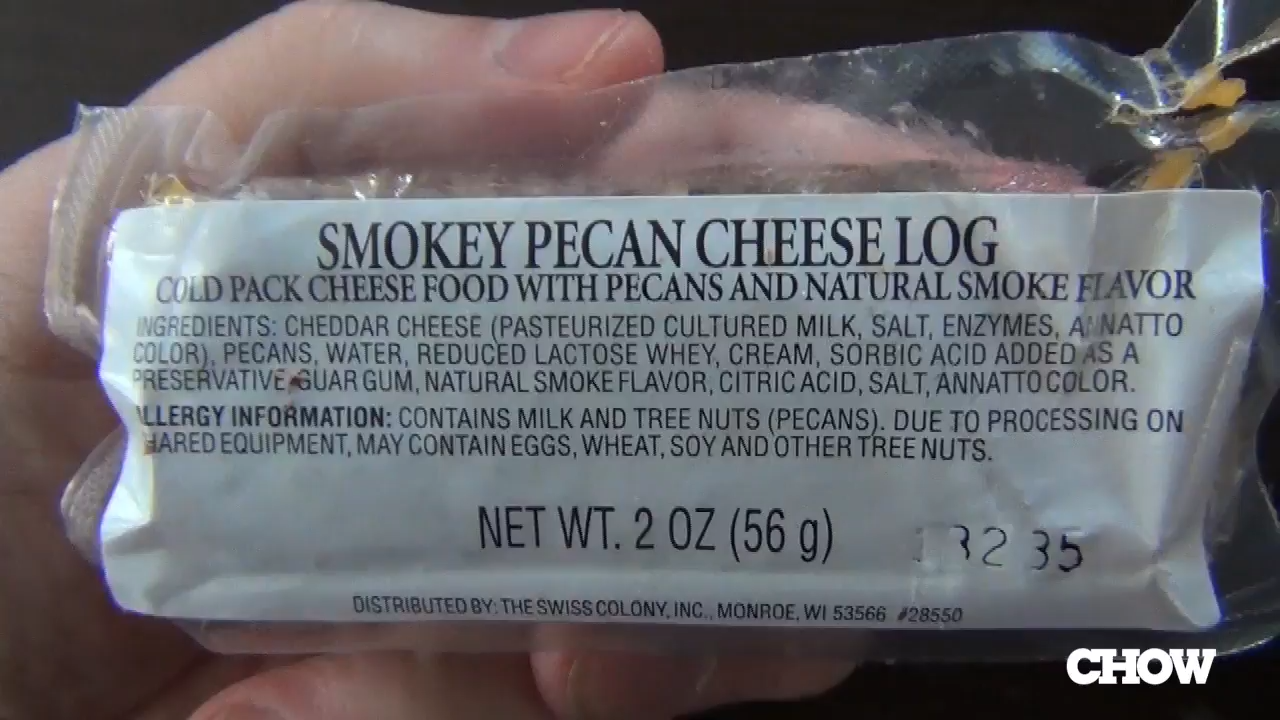 SMOKEY PECAN CHEESE LOG
COLD PACK CHEESE FOOD WITH PECANS AND NATURAL SMOKE FLAVOR
INGREDIENTS: CHEDDAR CHEESE (PASTEURIZED CULTURED MILK, SALT, ENZYMES, ANNATTO
COLOR), PECANS, WATER, REDUCED LACTOSE WHEY, CREAM, SORBIC ACID ADDED AS A
PRESERVATIVE, GUAR GUM, NATURAL SMOKE FLAVOR, CITRIC ACID, SALT, ANNATTO COLOR.
LLERGY INFORMATION: CONTAINS MILK AND TREE NUTS (PECANS). DUE TO PROCESSING ON
HARED EQUIPMENT, MAY CONTAIN EGGS, WHEAT, SOY AND OTHER TREE NUTS.
NET WT. 2 OZ (56 g)
3235
DISTRIBUTED BY: THE SWISS COLONY, INC., MONROE, WI 53566 #28550
CHOW